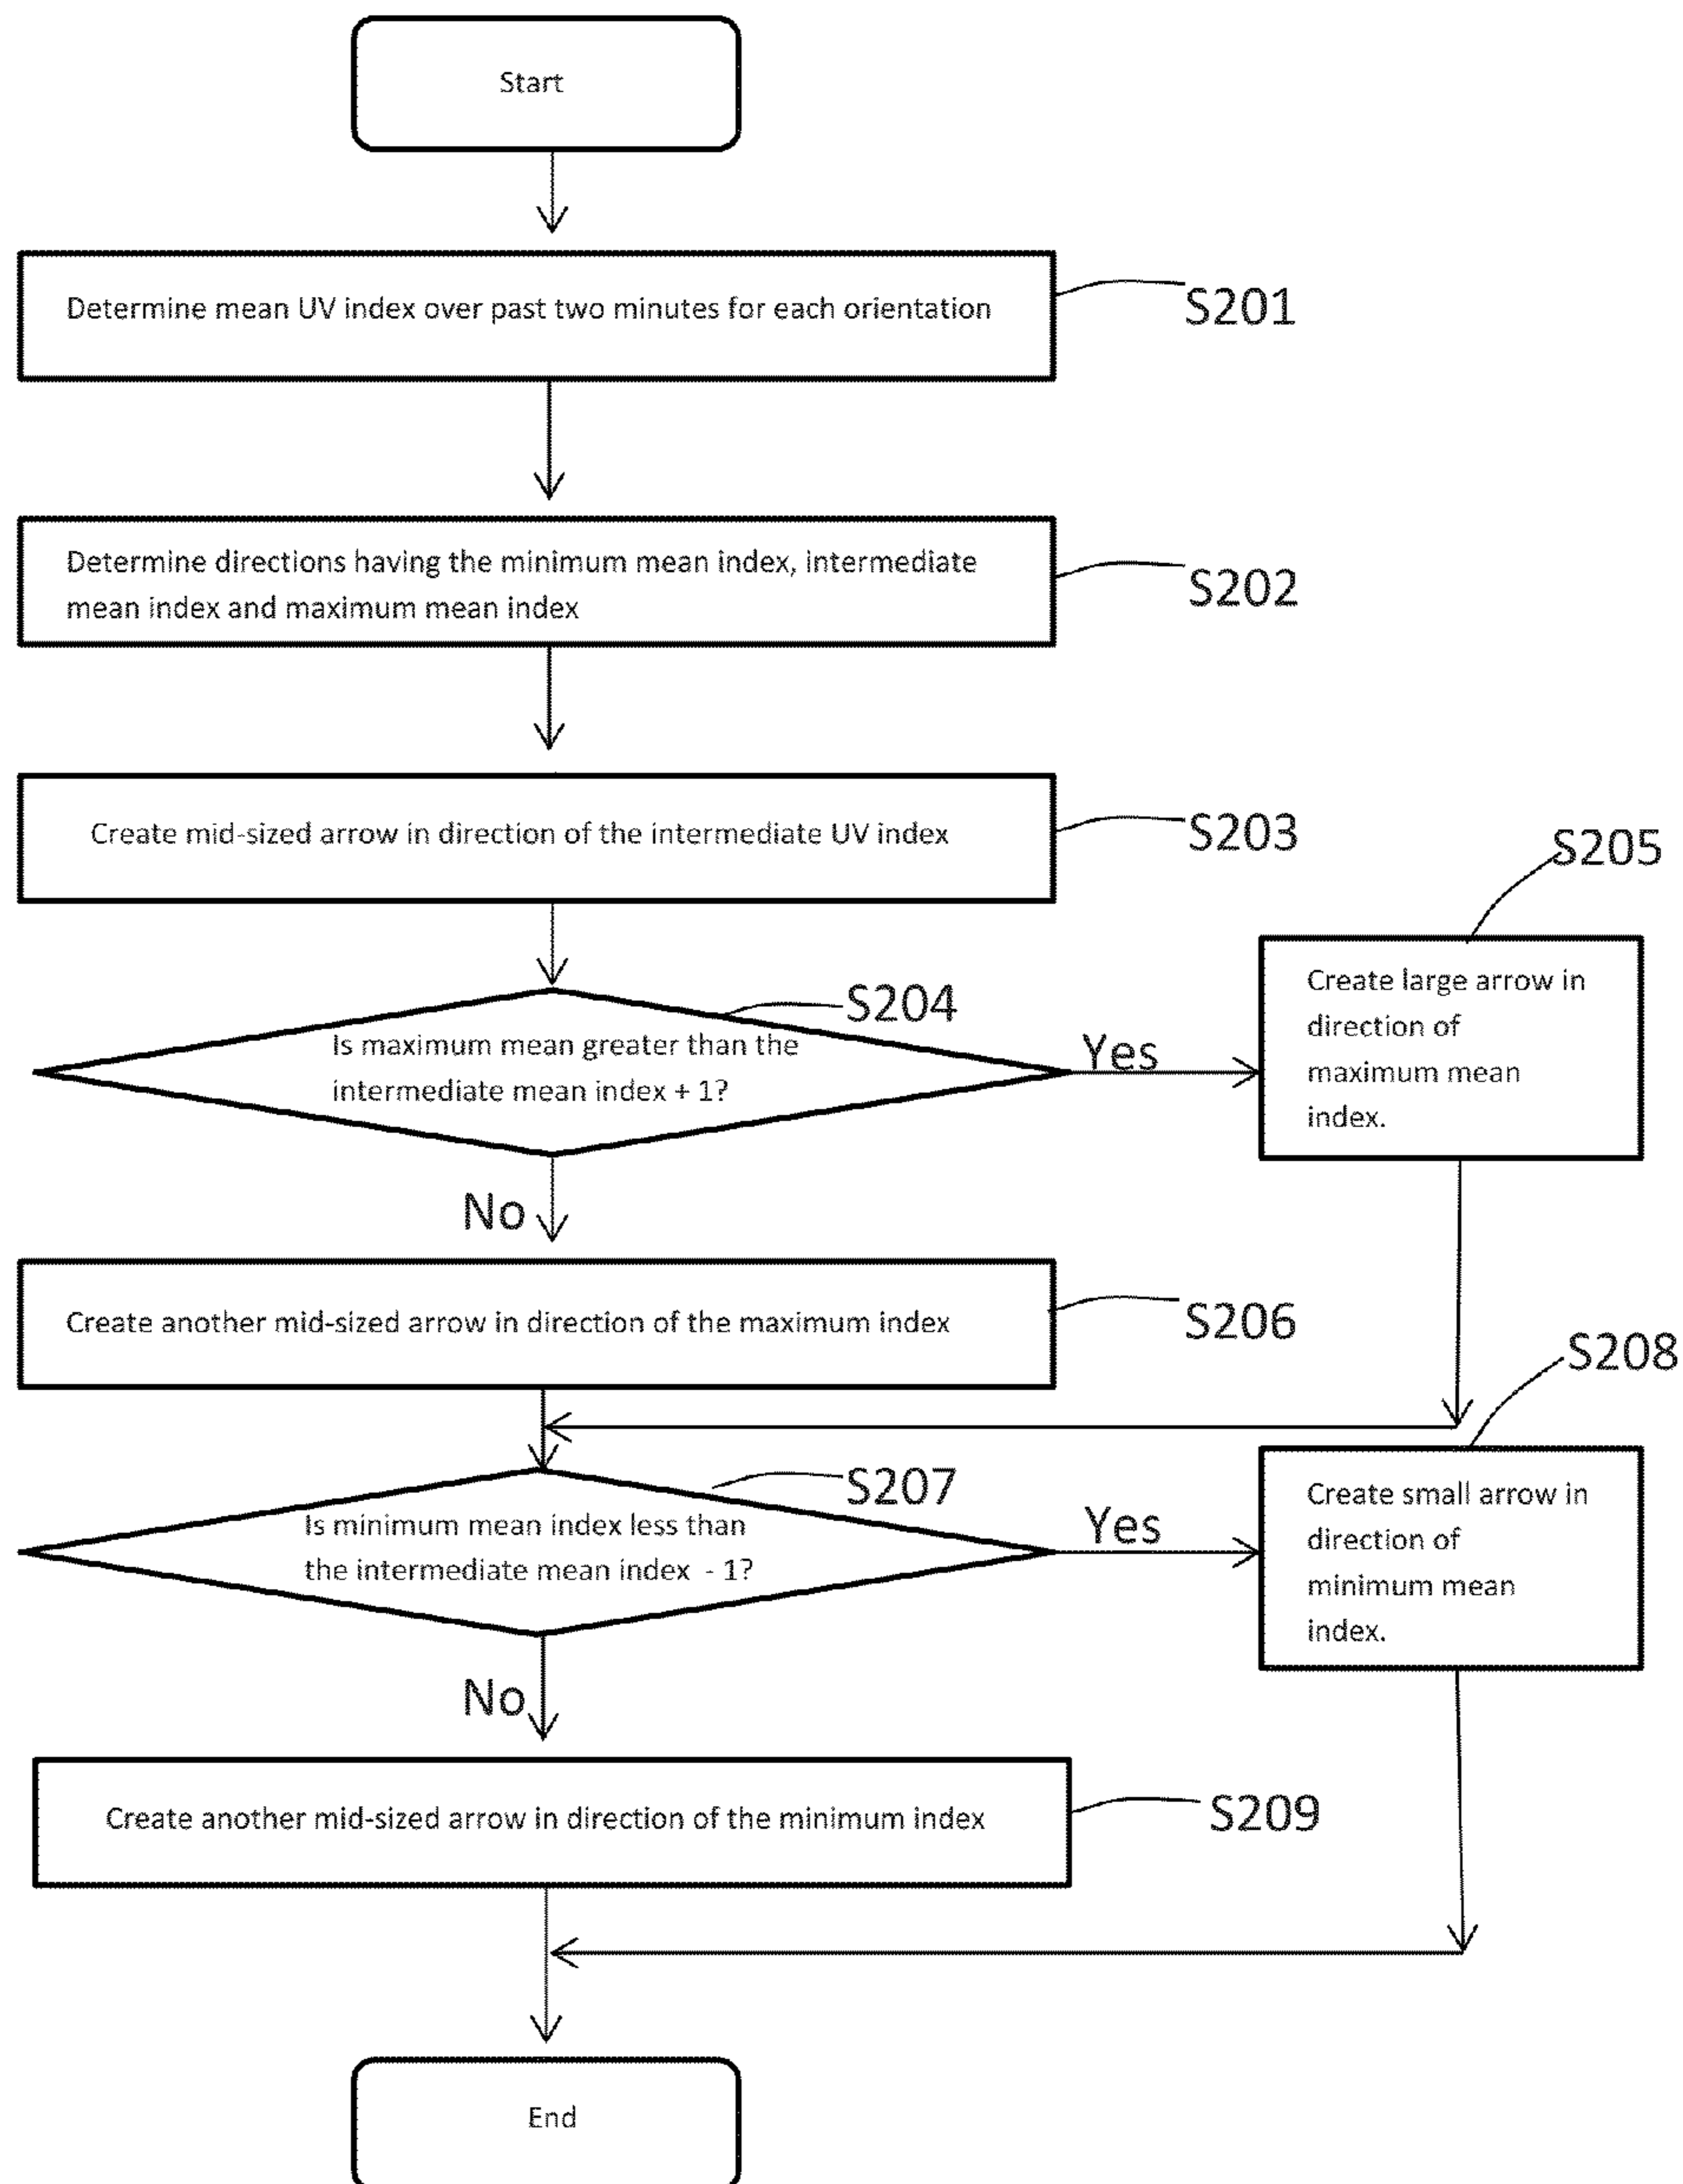 Start
Determine mean UV index over past two minutes for each orientation
S201
Determine directions having the minimum mean index, intermediate
mean index and maximum mean index
S202
Create mid-sized arrow in direction of the intermediate UV index
S203
S205
Create large arrow in
direction of
maximum mean
index.
S204
Is maximum mean greater than the
intermediate mean index + 1?
Yes
No
Create another mid-sized arrow in direction of the maximum index
S206
S208
Create small arrow in
direction of
minimum mean
index.
S207
Is minimum mean index less than
the intermediate mean index  - 1?
Yes
No
Create another mid-sized arrow in direction of the minimum index
S209
End